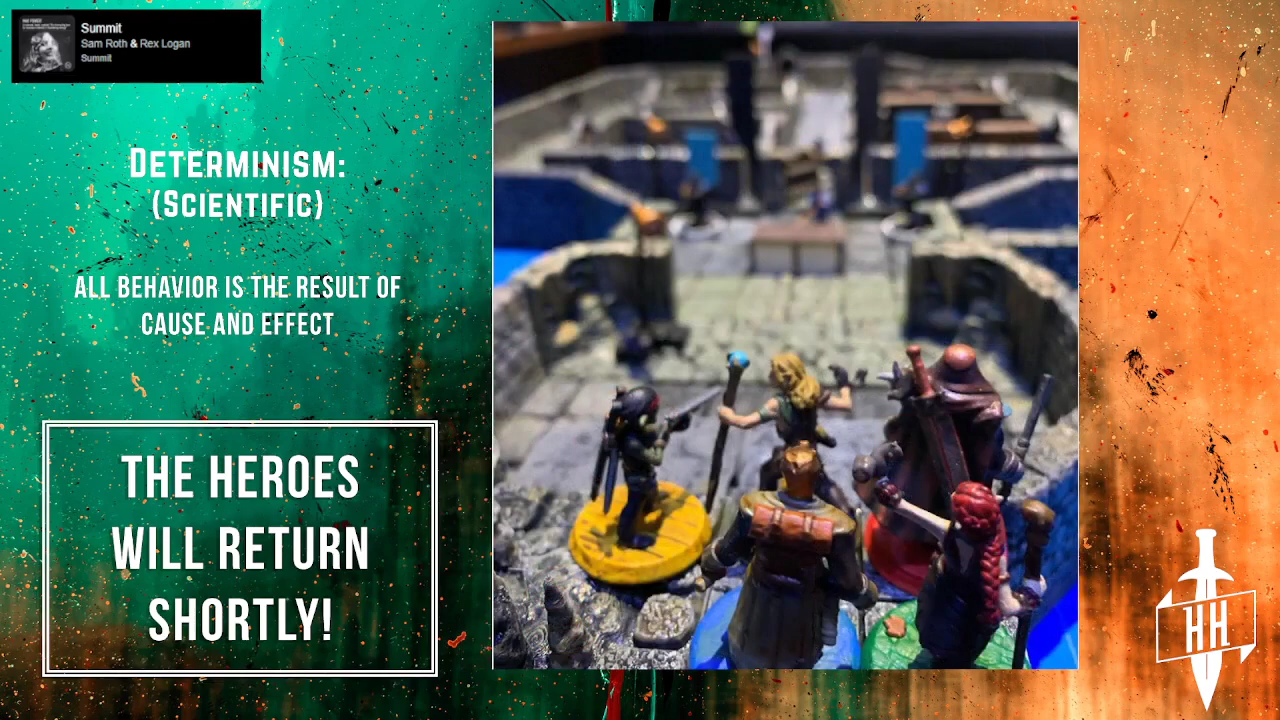 Summit
Sam Roth & Rex Logan
Summit
DETERMINISM:
(SCIENTIFIC)
ALL BEHAVIOR IS THE RESULT OF
CAUSE AND EFFECT
THE HEROES
WILL RETURN
SHORTLY!
HH